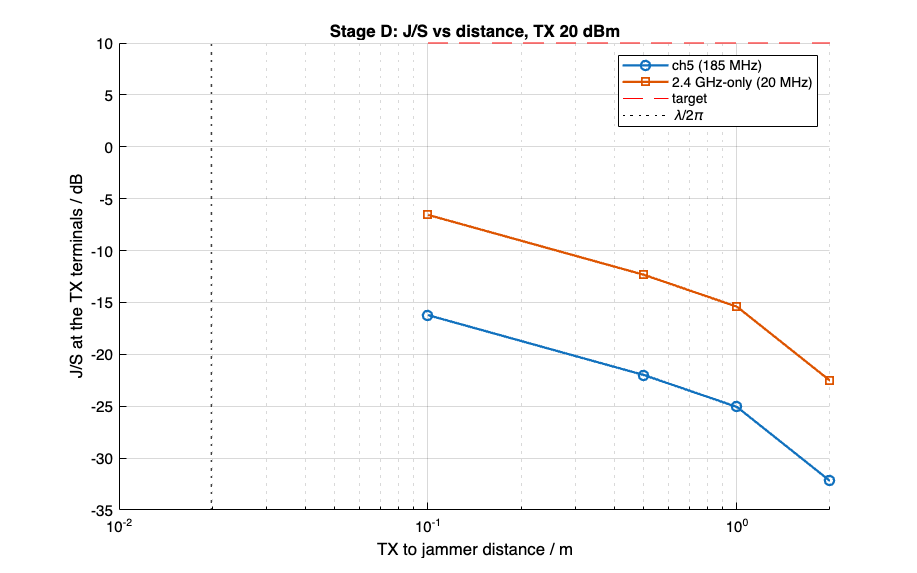 Stage D: J/S vs distance, TX 20 dBm
J/S at the TX terminals / dB
10
5
0
-5
-10
-15
-20
-25
-30
-35
ch5 (185 MHz)
2.4 GHz-only (20 MHz)
target
λ/2π
10⁻²
10⁻¹
10⁰
TX to jammer distance / m